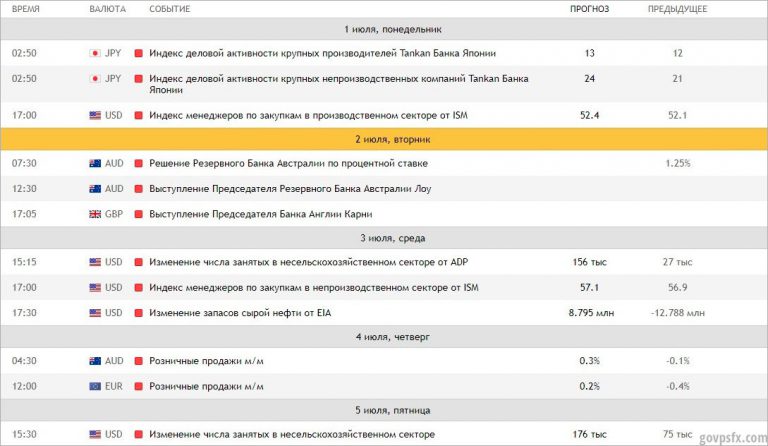 ВРЕМЯ ВАЛЮТА СОБЫТИЕ ПРОГНОЗ ПРЕДЫДУЩЕЕ
1 июля, понедельник
02:50 JPY Индекс деловой активности крупных производителей Tankan Банка Японии 13 12
02:50 JPY Индекс деловой активности крупных непроизводственных компаний Tankan Банка 24 21
Японии
17:00 USD Индекс менеджеров по закупкам в производственном секторе от ISM 52.4 52.1
2 июля, вторник
07:30 AUD Решение Резервного Банка Австралии по процентной ставке 1.25%
12:30 AUD Выступление Председателя Резервного Банка Австралии Лоу
17:05 GBP Выступление Председателя Банка Англии Карни
3 июля, среда
15:15 USD Изменение числа занятых в несельскохозяйственном секторе от ADP 156 тыс 27 тыс
17:00 USD Индекс менеджеров по закупкам в непроизводственном секторе от ISM 57.1 56.9
17:30 USD Изменение запасов сырой нефти от EIA 8.795 млн -12.788 млн
4 июля, четверг
04:30 AUD Розничные продажи м/м 0.3% -0.1%
12:00 EUR Розничные продажи м/м 0.2% -0.4%
5 июля, пятница
15:30 USD Изменение числа занятых в несельскохозяйственном секторе 176 тыс 75 тыс
govpsfx.com